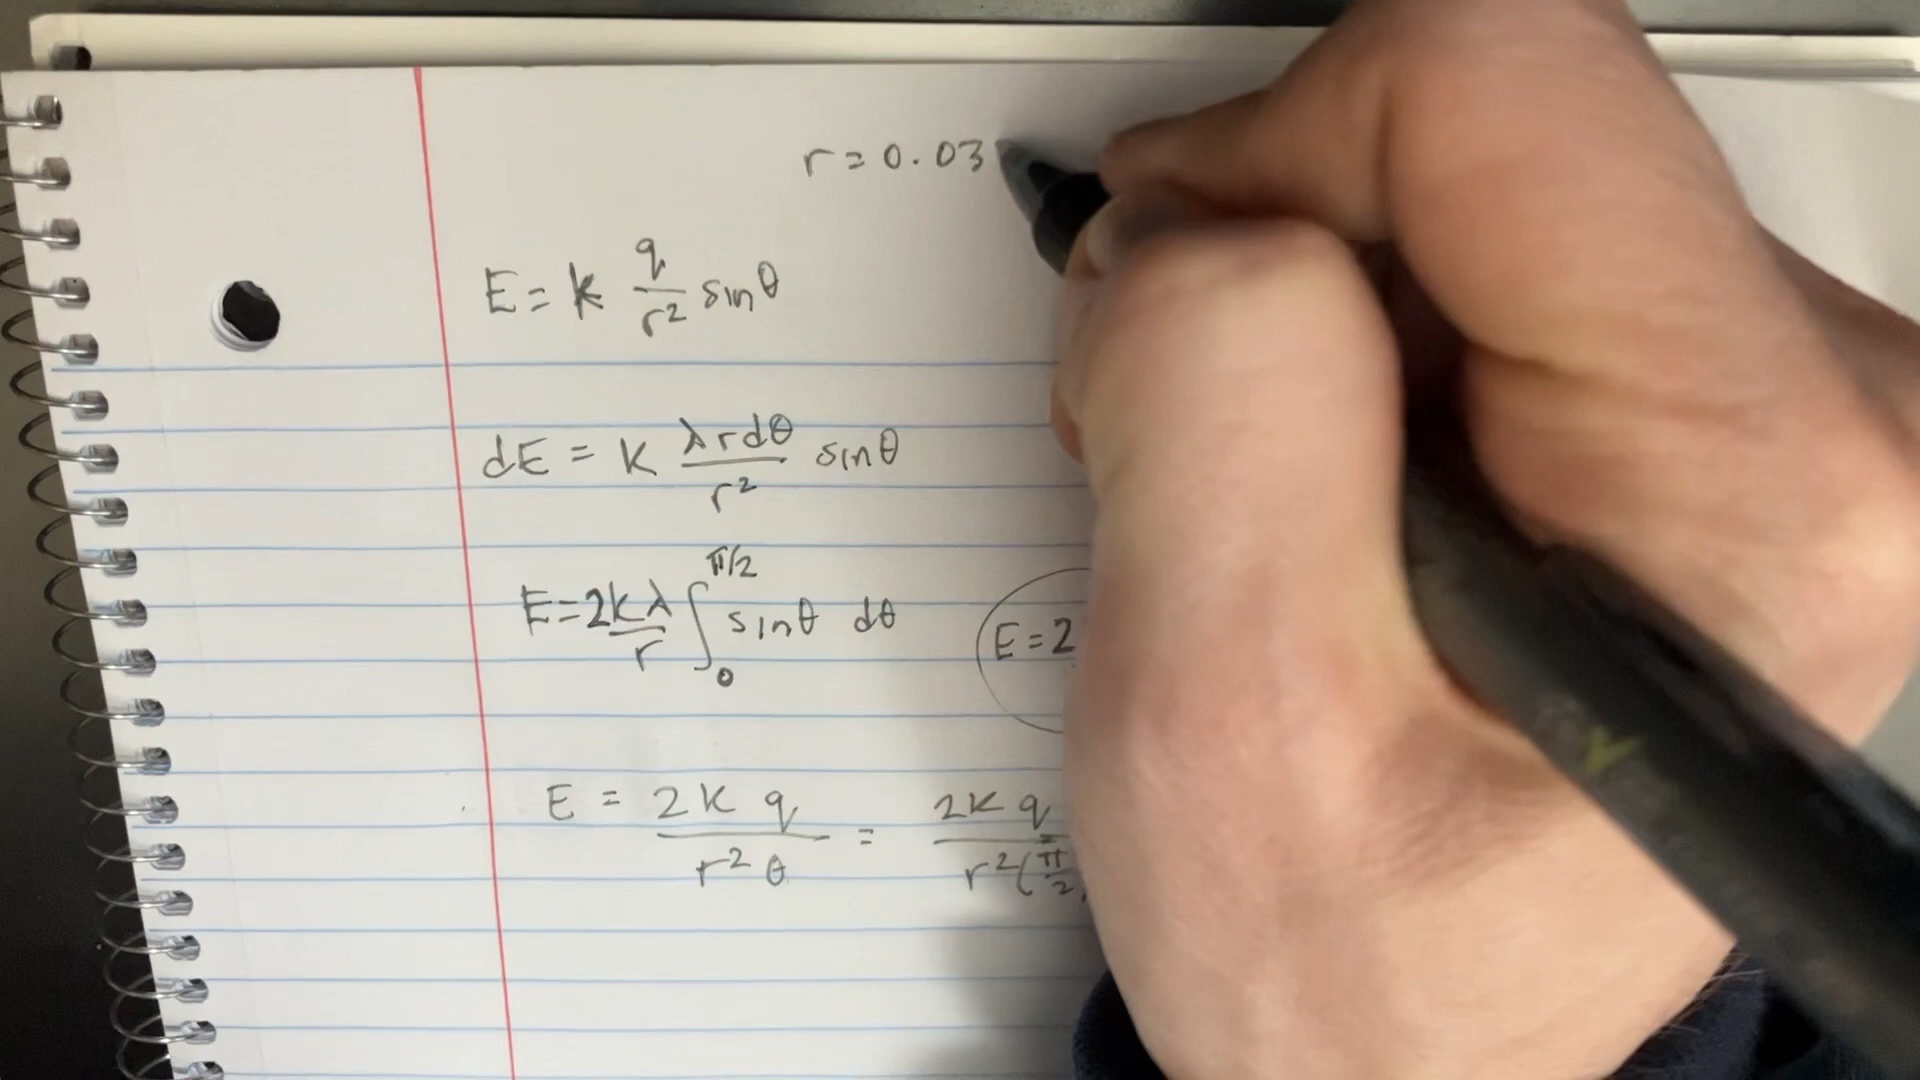 r = 0.03
E = k q/r² sinθ
dE = k λrdθ/r² sinθ
E = 2kλ/r ∫₀^π/2 sinθ dθ E = 2
E = 2kq/r²θ = 2kq/r²(π/2